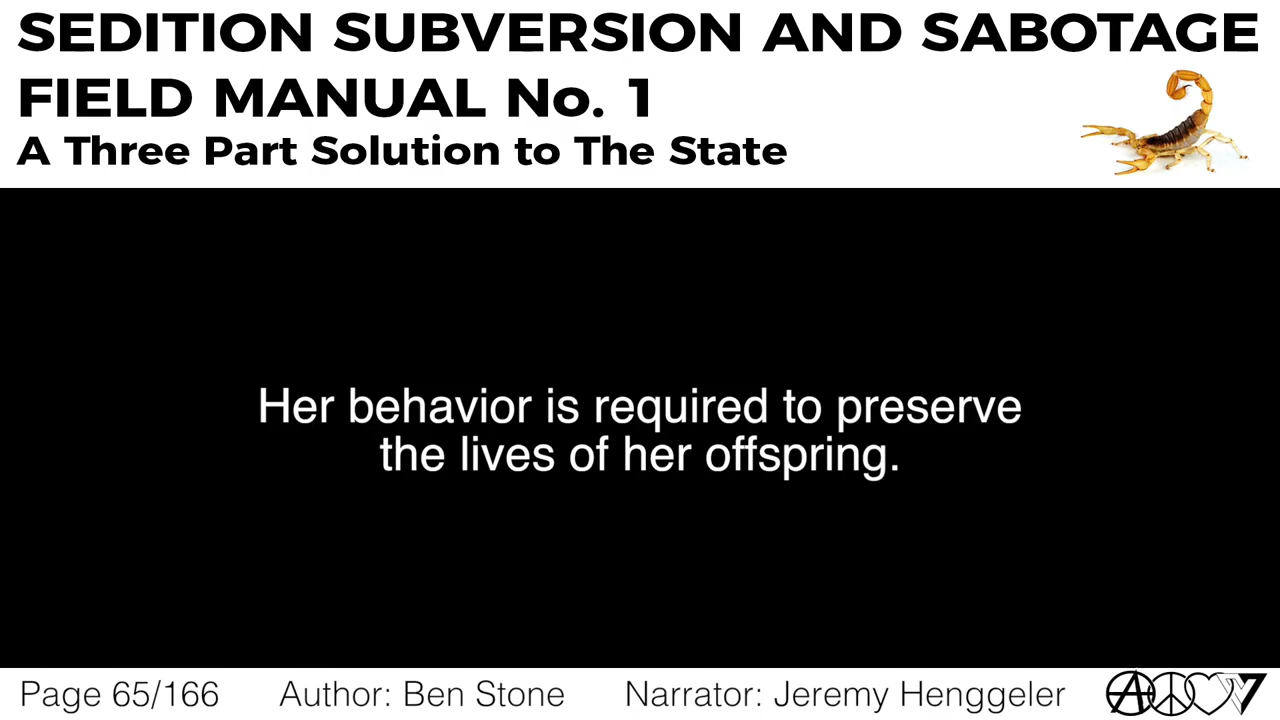 SEDITION SUBVERSION AND SABOTAGE
FIELD MANUAL No. 1
A Three Part Solution to The State
Her behavior is required to preserve
the lives of her offspring.
Page 65/166 Author: Ben Stone Narrator: Jeremy Henggeler